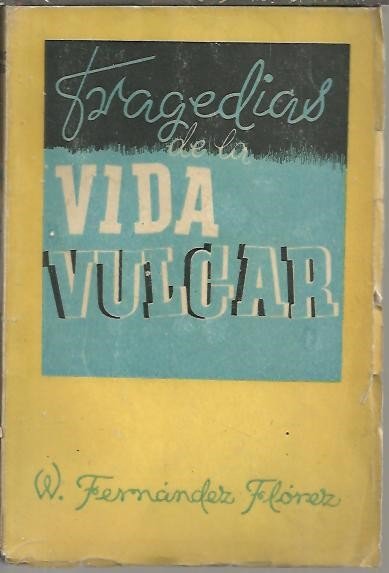 Tragedias
de la
VIDA
VULGAR
W. Fernández Flórez